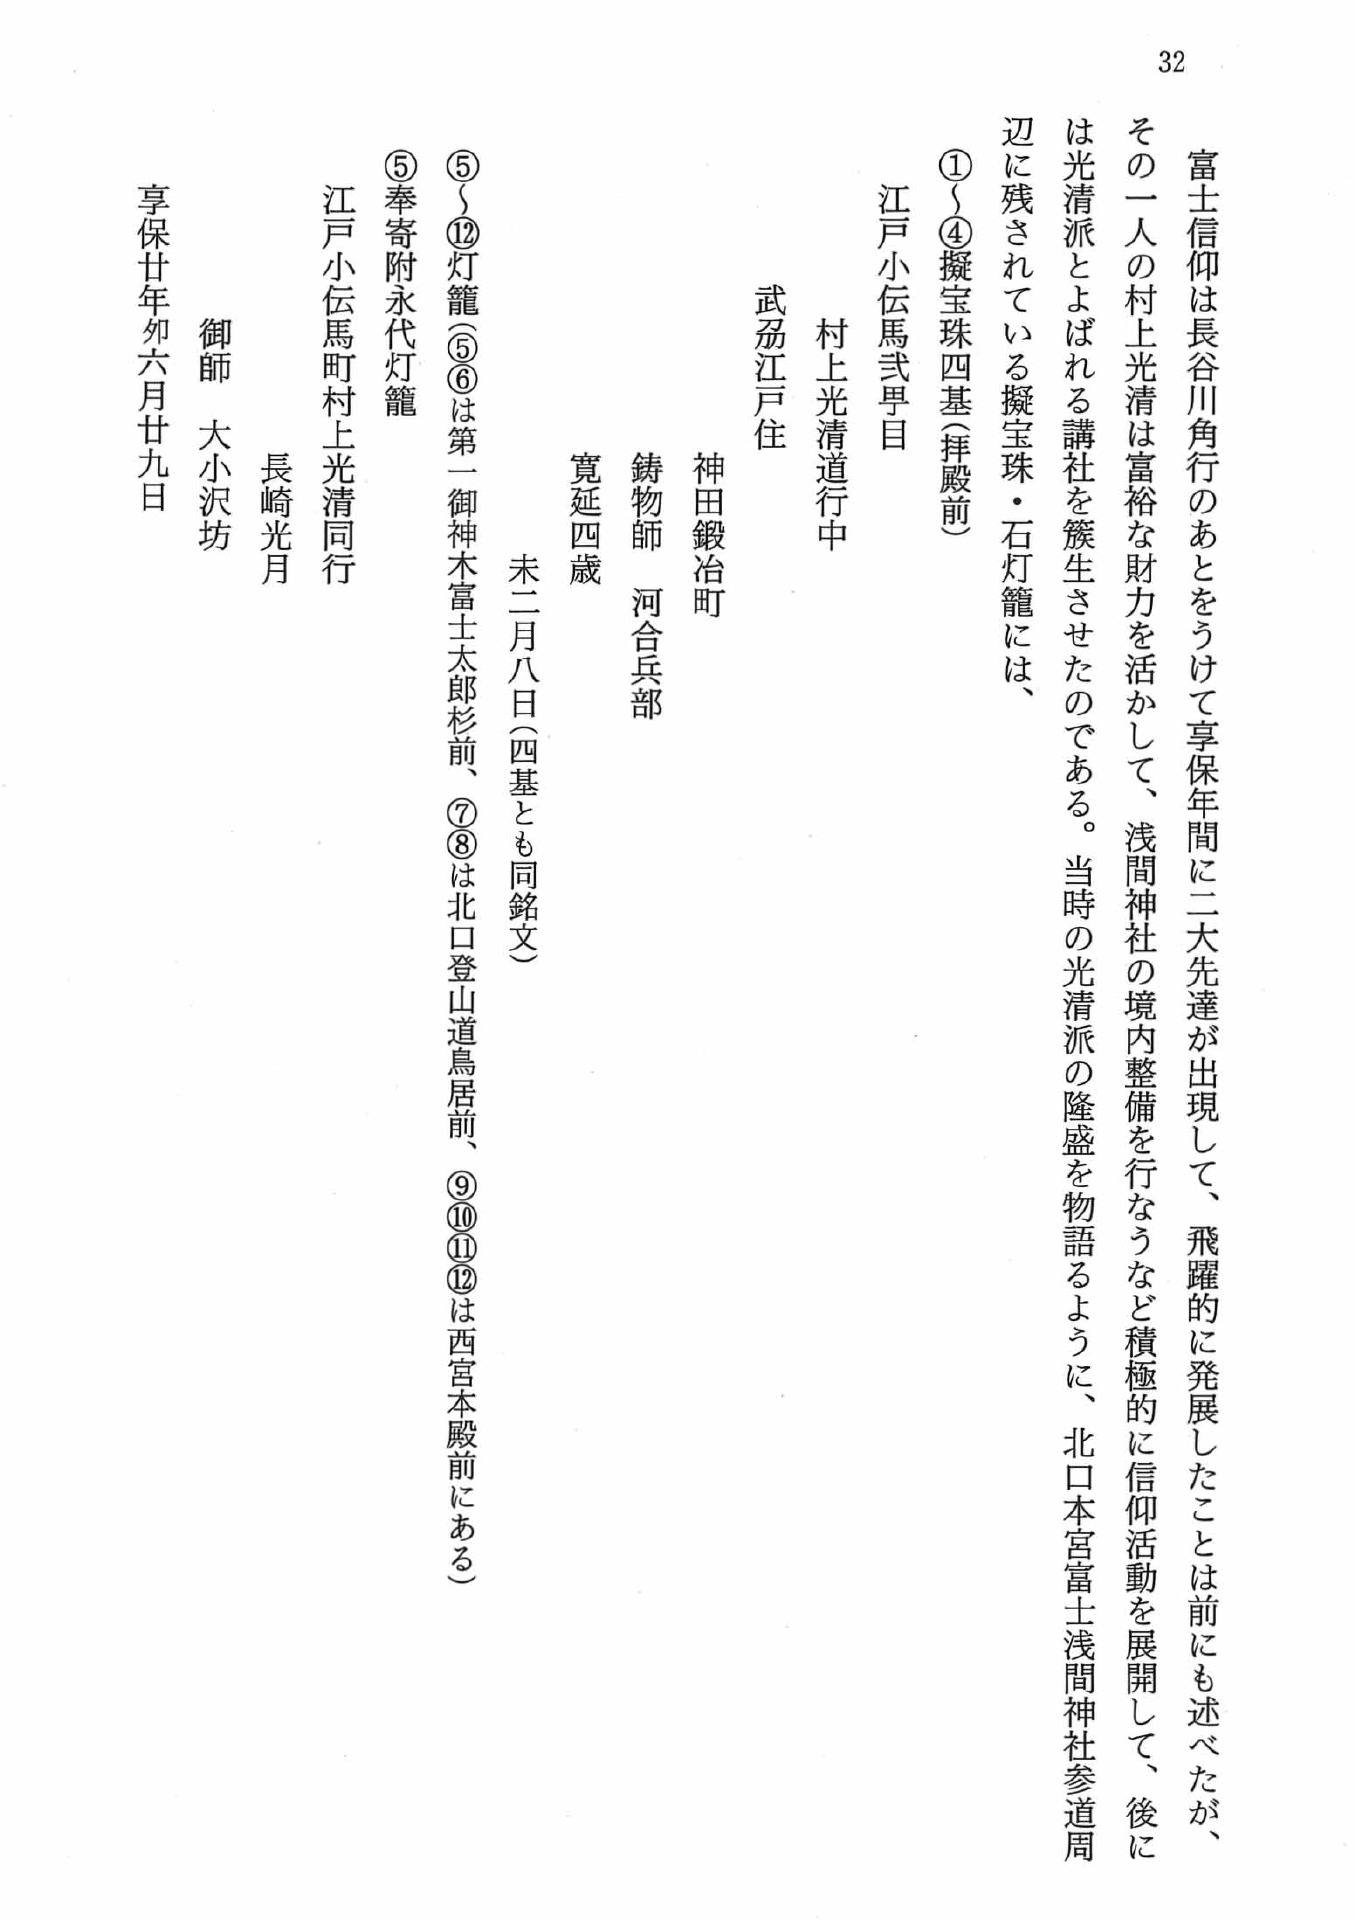 32
富士信仰は長谷川角行のあとをうけて享保年間に二大先達が出現して、飛躍的に発展したことは前にも述べたが、
その一人の村上光清は富裕な財力を活かして、浅間神社の境内整備を行なうなど積極的に信仰活動を展開して、後に
は光清派とよばれる講社を簇生させたのである。当時の光清派の隆盛を物語るように、北口本宮富士浅間神社参道周
辺に残されている擬宝珠・石灯籠には、
①〜④擬宝珠四基(拝殿前)
江戸小伝馬弐甼目
村上光清道行中
武刕江戸住
神田鍛冶町
鋳物師　河合兵部
寛延四歳
未二月八日(四基とも同銘文)
⑤〜⑫灯籠(⑤⑥は第一御神木富士太郎杉前、⑦⑧は北口登山道鳥居前、⑨⑩⑪⑫は西宮本殿前にある)
⑤奉寄附永代灯籠
江戸小伝馬町村上光清同行
長崎光月
御師　大小沢坊
享保廿年夘六月廿九日